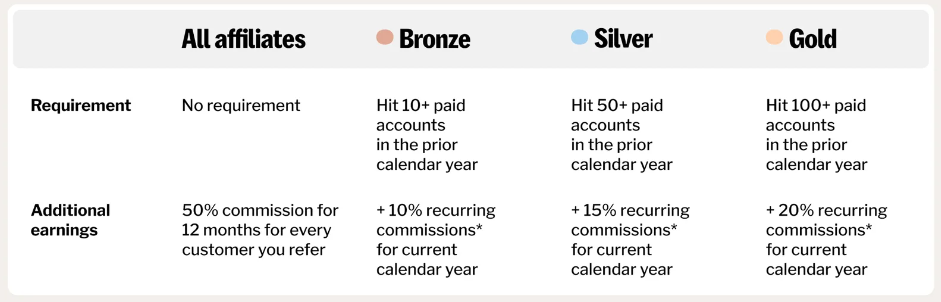 All affiliates
Bronze
Silver
Gold
Requirement
No requirement
Hit 10+ paid
accounts
in the prior
calendar year
Hit 50+ paid
accounts
in the prior
calendar year
Hit 100+ paid
accounts
in the prior
calendar year
Additional
earnings
50% commission for
12 months for every
customer you refer
+ 10% recurring
commissions*
for current
calendar year
+ 15% recurring
commissions*
for current
calendar year
+ 20% recurring
commissions*
for current
calendar year